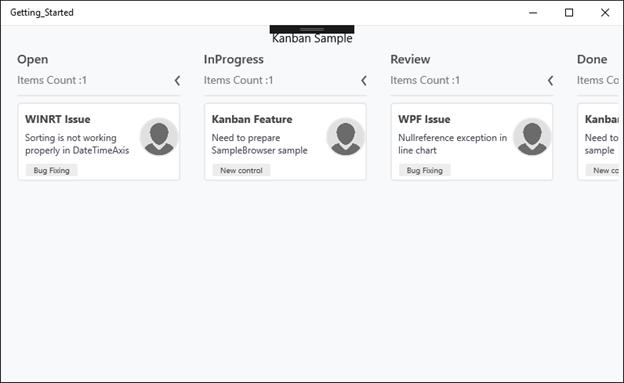 Getting_Started
Kanban Sample
Open
Items Count :1
WINRT Issue
Sorting is not working
properly in DateTimeAxis
Bug Fixing
InProgress
Items Count :1
Kanban Feature
Need to prepare
SampleBrowser sample
New control
Review
Items Count :1
WPF Issue
Nullreference exception in
line chart
Bug Fixing
Done
Items Co
Kanba
Need to
sample
New co